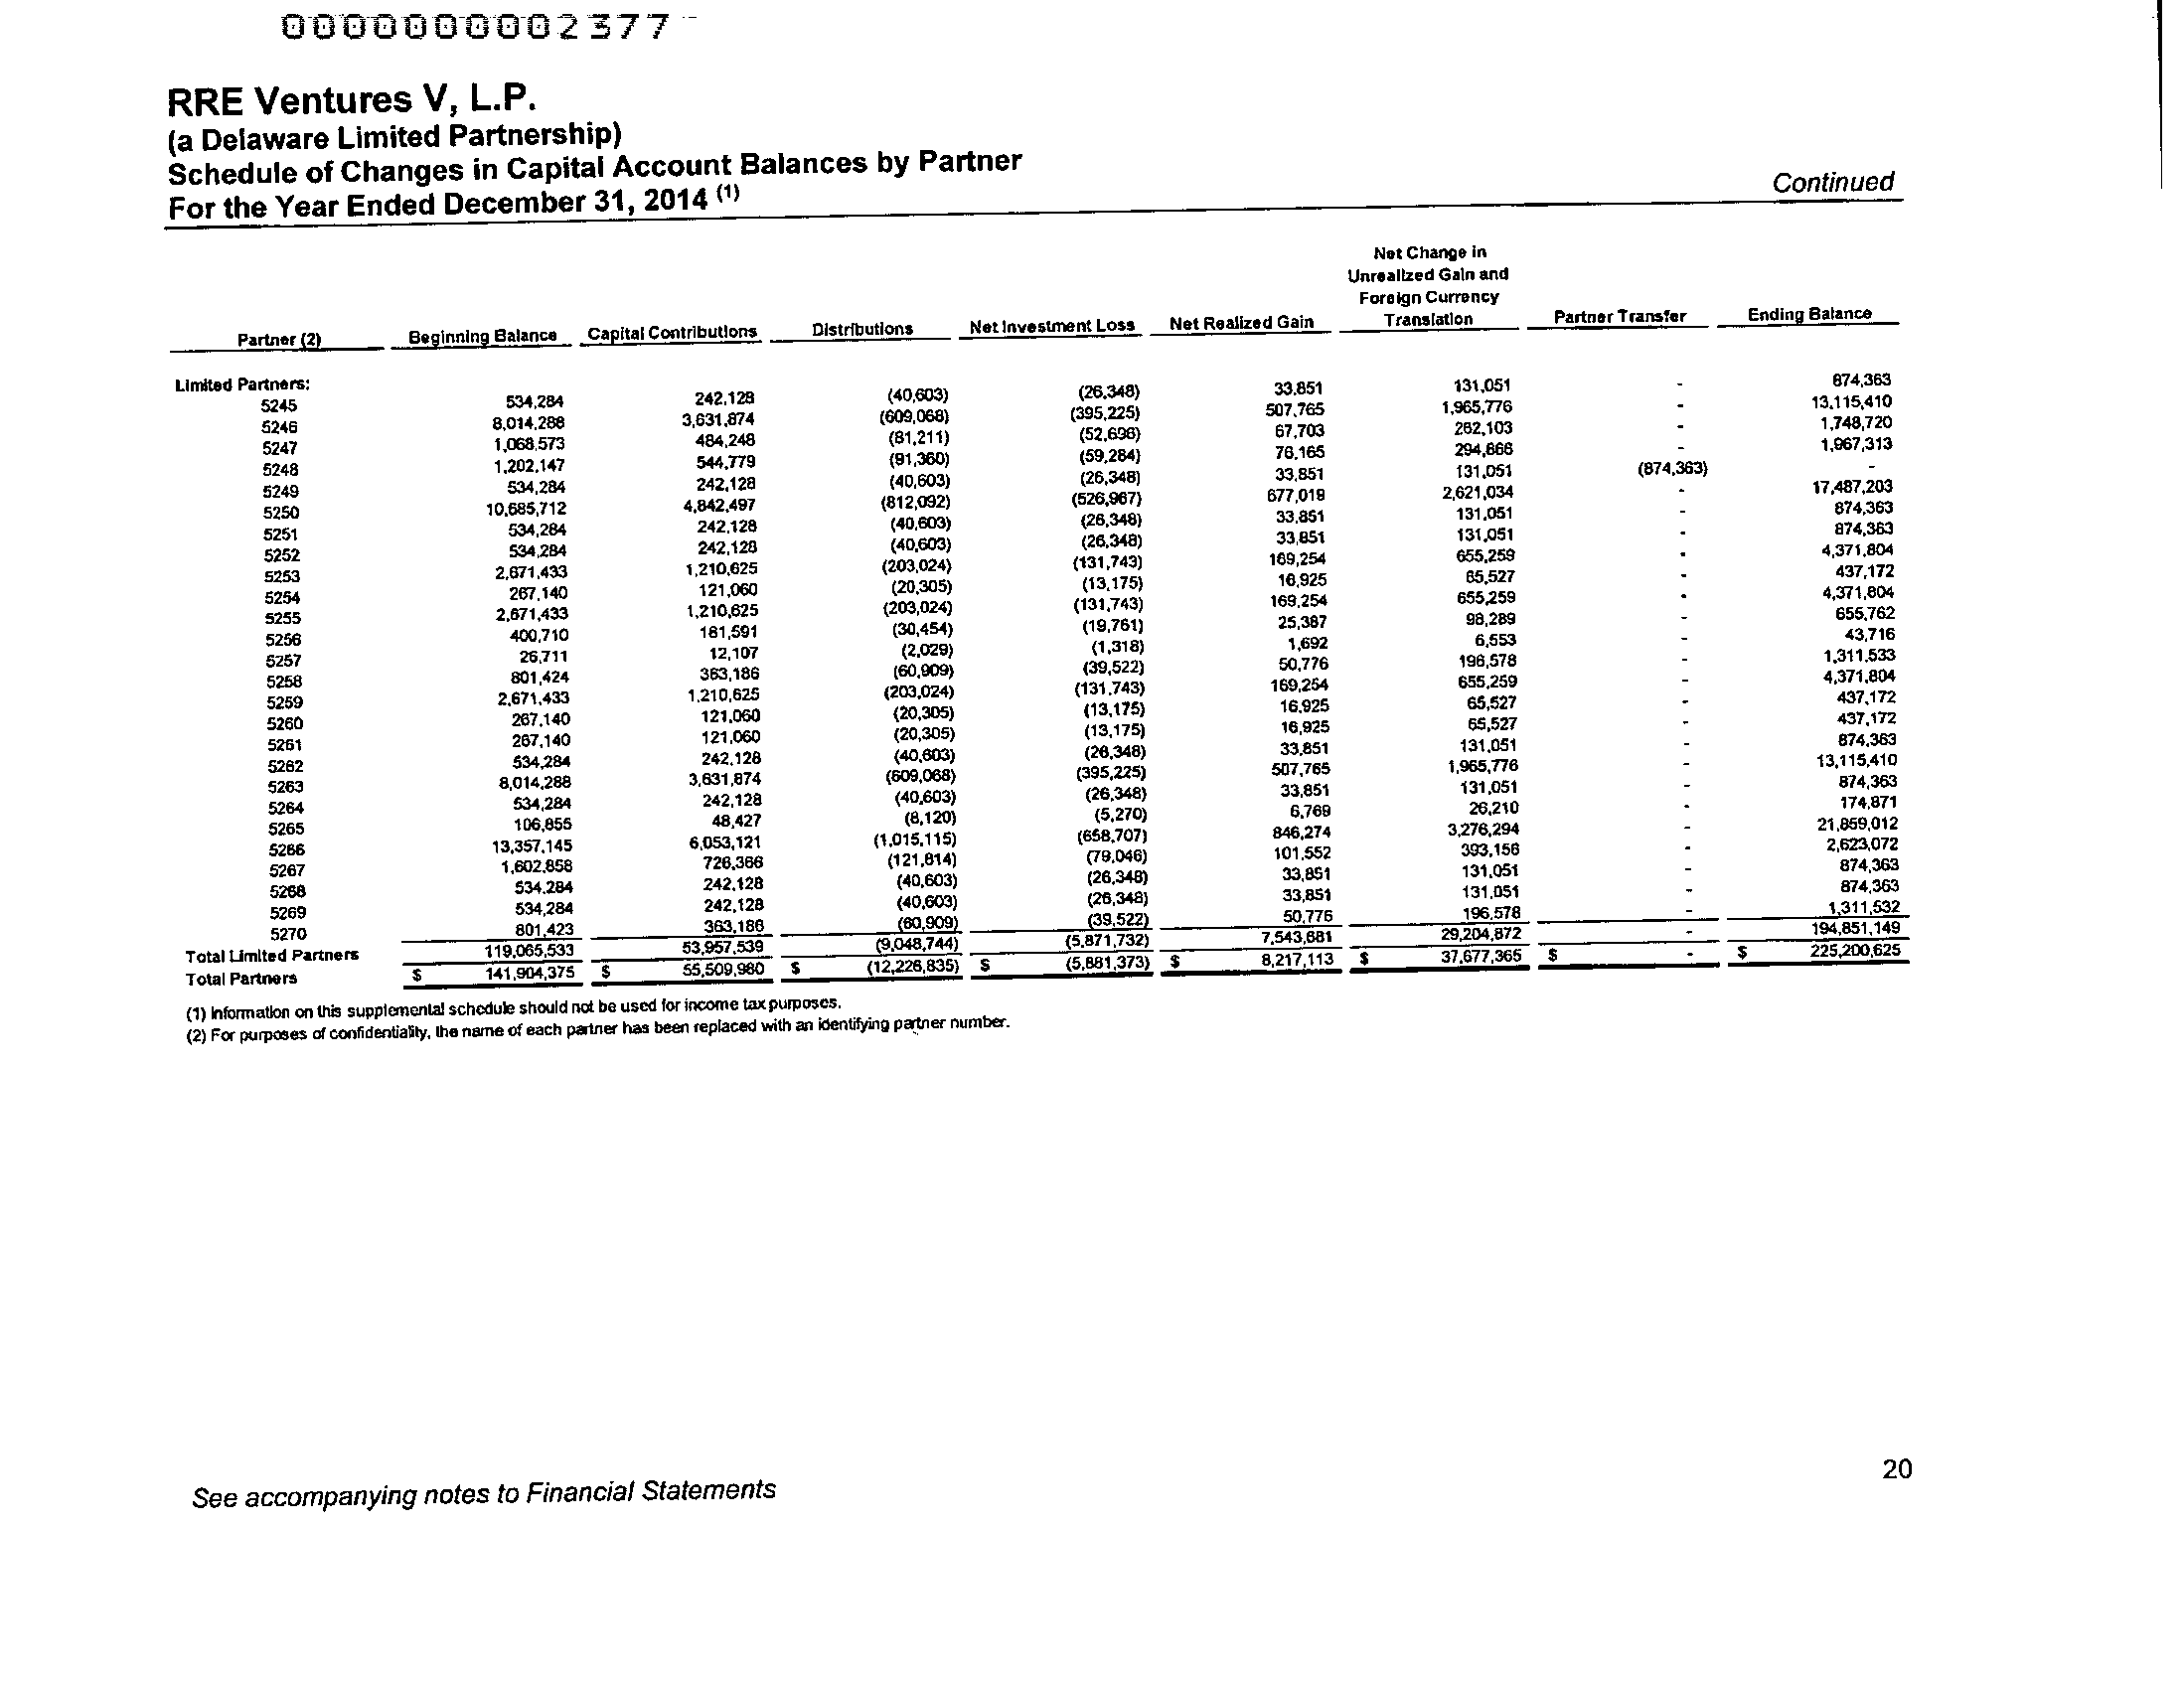 0000000002377
RRE Ventures V, L.P.
(a Delaware Limited Partnership)
Schedule of Changes in Capital Account Balances by Partner
For the Year Ended December 31, 2014 (1)
Continued
Partner (2) Beginning Balance Capital Contributions Distributions Net Investment Loss Net Realized Gain Net Change in Unrealized Gain and Foreign Currency Translation Partner Transfer Ending Balance
Limited Partners:
5245 534,284 242,128 (40,603) (26,348) 33,851 131,051 - 874,363
5246 8,014,288 3,631,874 (609,068) (395,225) 507,765 1,965,776 - 13,115,410
5247 1,068,573 484,248 (81,211) (52,696) 67,703 262,103 - 1,748,720
5248 1,202,147 544,779 (91,360) (59,284) 76,165 294,866 - 1,967,313
5249 534,284 242,128 (40,603) (26,348) 33,851 131,051 (874,363) -
5250 10,685,712 4,842,497 (812,092) (526,967) 677,019 2,621,034 - 17,487,203
5251 534,284 242,128 (40,603) (26,348) 33,851 131,051 - 874,363
5252 534,284 242,128 (40,603) (26,348) 33,851 131,051 - 874,363
5253 2,671,433 1,210,625 (203,024) (131,743) 169,254 655,259 - 4,371,804
5254 267,140 121,060 (20,305) (13,175) 16,925 65,527 - 437,172
5255 2,671,433 1,210,625 (203,024) (131,743) 169,254 655,259 - 4,371,804
5256 400,710 181,591 (30,454) (19,761) 25,387 98,289 - 655,762
5257 26,711 12,107 (2,029) (1,318) 1,692 6,553 - 43,716
5258 801,424 363,186 (60,909) (39,522) 50,776 196,578 - 1,311,533
5259 2,671,433 1,210,625 (203,024) (131,743) 169,254 655,259 - 4,371,804
5260 267,140 121,060 (20,305) (13,175) 16,925 65,527 - 437,172
5261 267,140 121,060 (20,305) (13,175) 16,925 65,527 - 437,172
5262 534,284 242,128 (40,603) (26,348) 33,851 131,051 - 874,363
5263 8,014,288 3,631,874 (609,068) (395,225) 507,765 1,965,776 - 13,115,410
5264 534,284 242,128 (40,603) (26,348) 33,851 131,051 - 874,363
5265 106,855 48,427 (8,120) (5,270) 6,769 26,210 - 174,871
5266 13,357,145 6,053,121 (1,015,115) (658,707) 846,274 3,276,294 - 21,859,012
5267 1,602,858 726,366 (121,814) (79,046) 101,552 393,156 - 2,623,072
5268 534,284 242,128 (40,603) (26,348) 33,851 131,051 - 874,363
5269 534,284 242,128 (40,603) (26,348) 33,851 131,051 - 874,363
5270 801,423 363,186 (60,909) (39,522) 50,776 196,578 - 1,311,532
Total Limited Partners 119,065,533 53,957,539 (9,048,744) (5,871,732) 7,543,681 29,204,872 - 194,851,149
Total Partners $ 141,904,375 $ 55,509,980 $ (12,226,835) $ (5,881,373) $ 8,217,113 $ 37,677,365 $ - $ 225,200,625
(1) Information on this supplemental schedule should not be used for income tax purposes.
(2) For purposes of confidentiality, the name of each partner has been replaced with an identifying partner number.
See accompanying notes to Financial Statements
20